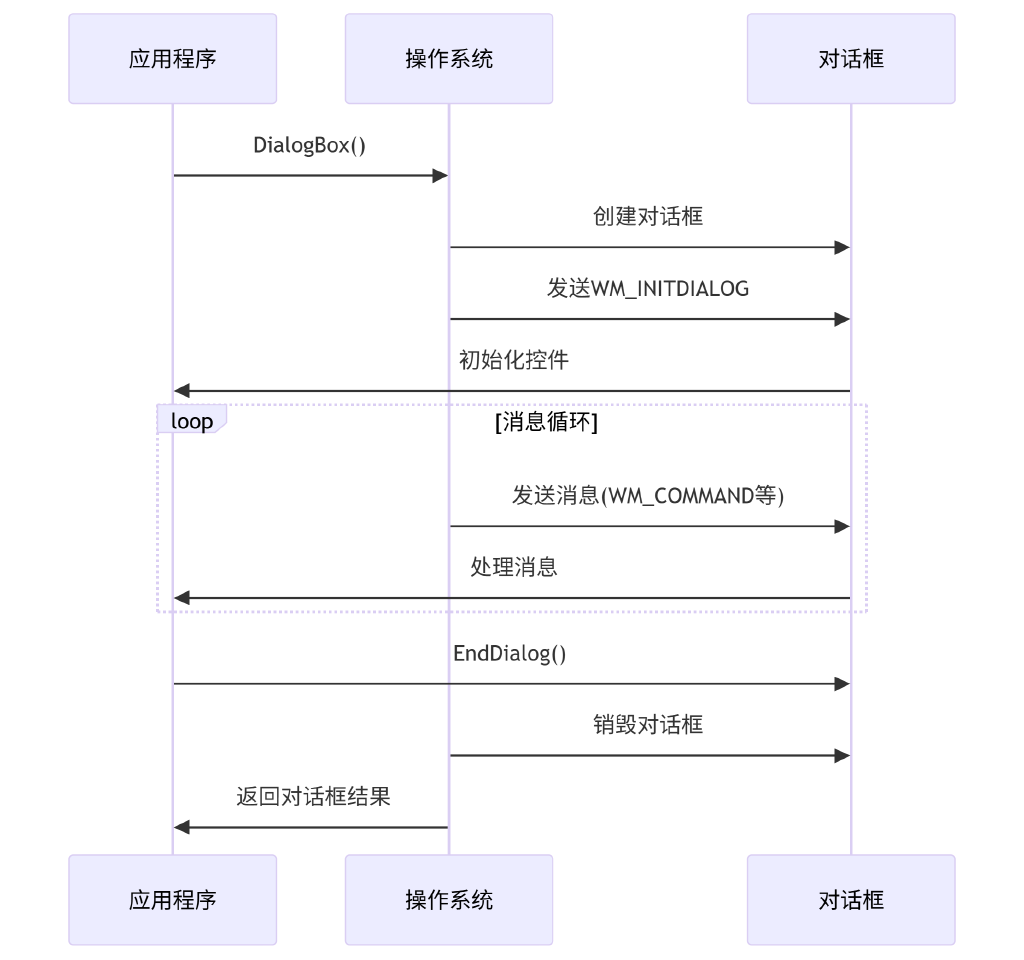 应用程序
操作系统
对话框
DialogBox()
创建对话框
发送WM_INITDIALOG
初始化控件
loop
[消息循环]
发送消息(WM_COMMAND等)
处理消息
EndDialog()
销毁对话框
返回对话框结果
应用程序
操作系统
对话框